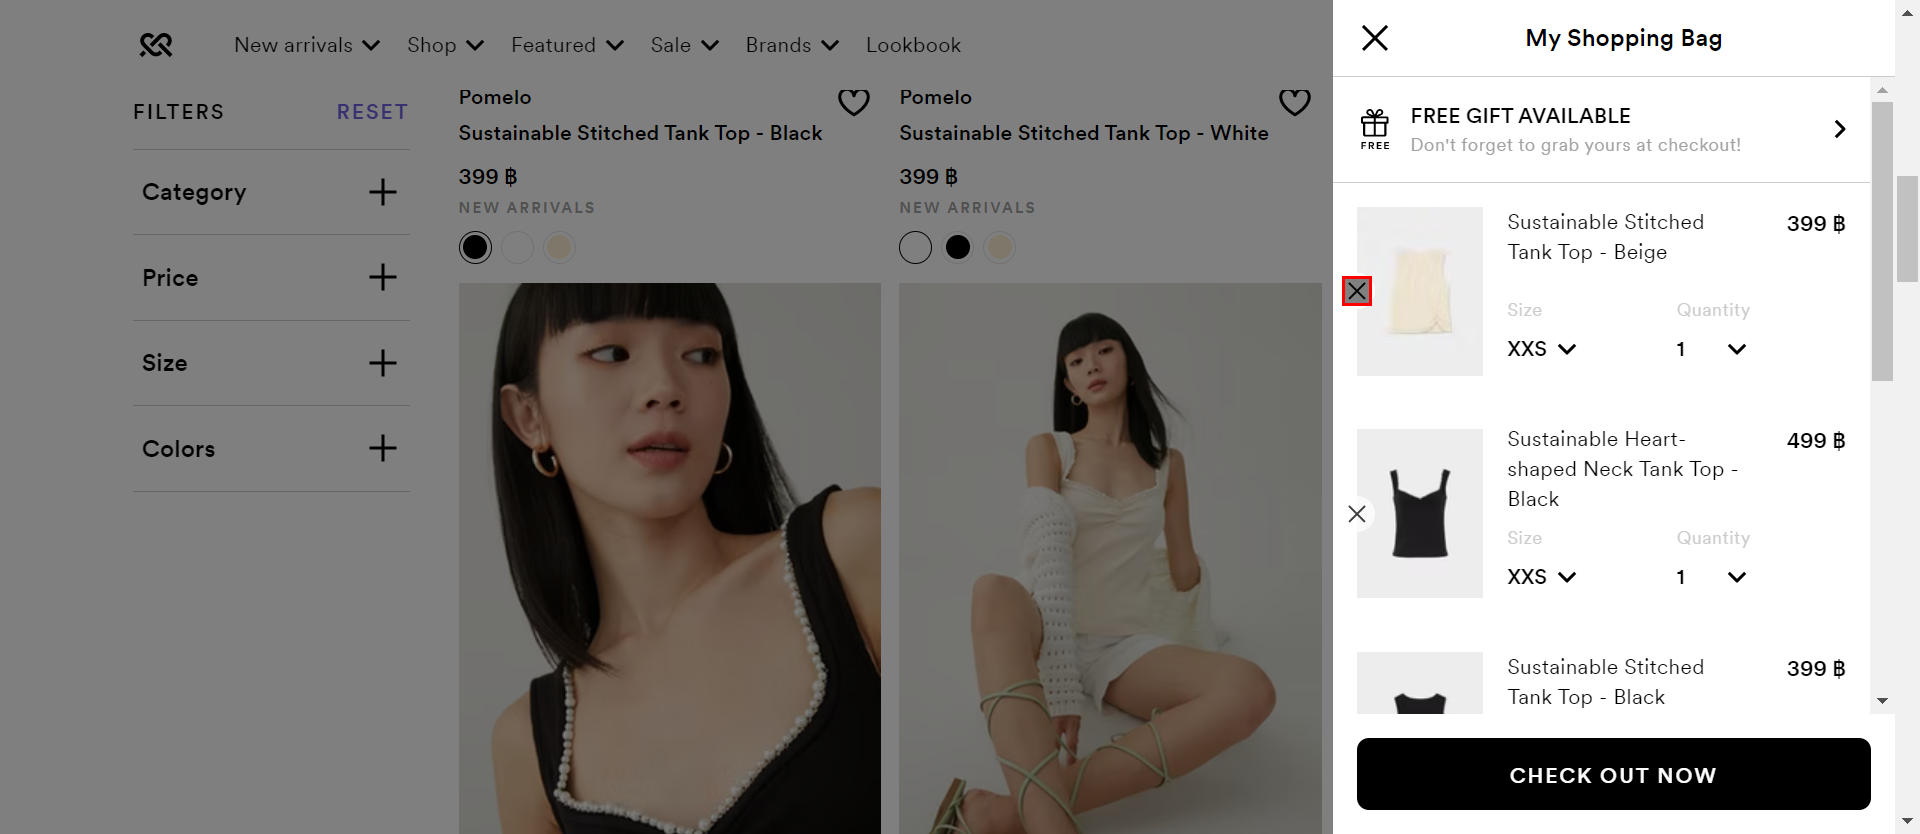 New arrivals
Shop
Featured
Sale
Brands
Lookbook
FILTERS
RESET
Category
Price
Size
Colors
Pomelo
Sustainable Stitched Tank Top - Black
399 ฿
NEW ARRIVALS
Pomelo
Sustainable Stitched Tank Top - White
399 ฿
NEW ARRIVALS
My Shopping Bag
FREE
FREE GIFT AVAILABLE
Don't forget to grab yours at checkout!
Sustainable Stitched
Tank Top - Beige
399 ฿
Size
Quantity
XXS
1
Sustainable Heart-
shaped Neck Tank Top -
Black
499 ฿
Size
Quantity
XXS
1
Sustainable Stitched
Tank Top - Black
399 ฿
CHECK OUT NOW